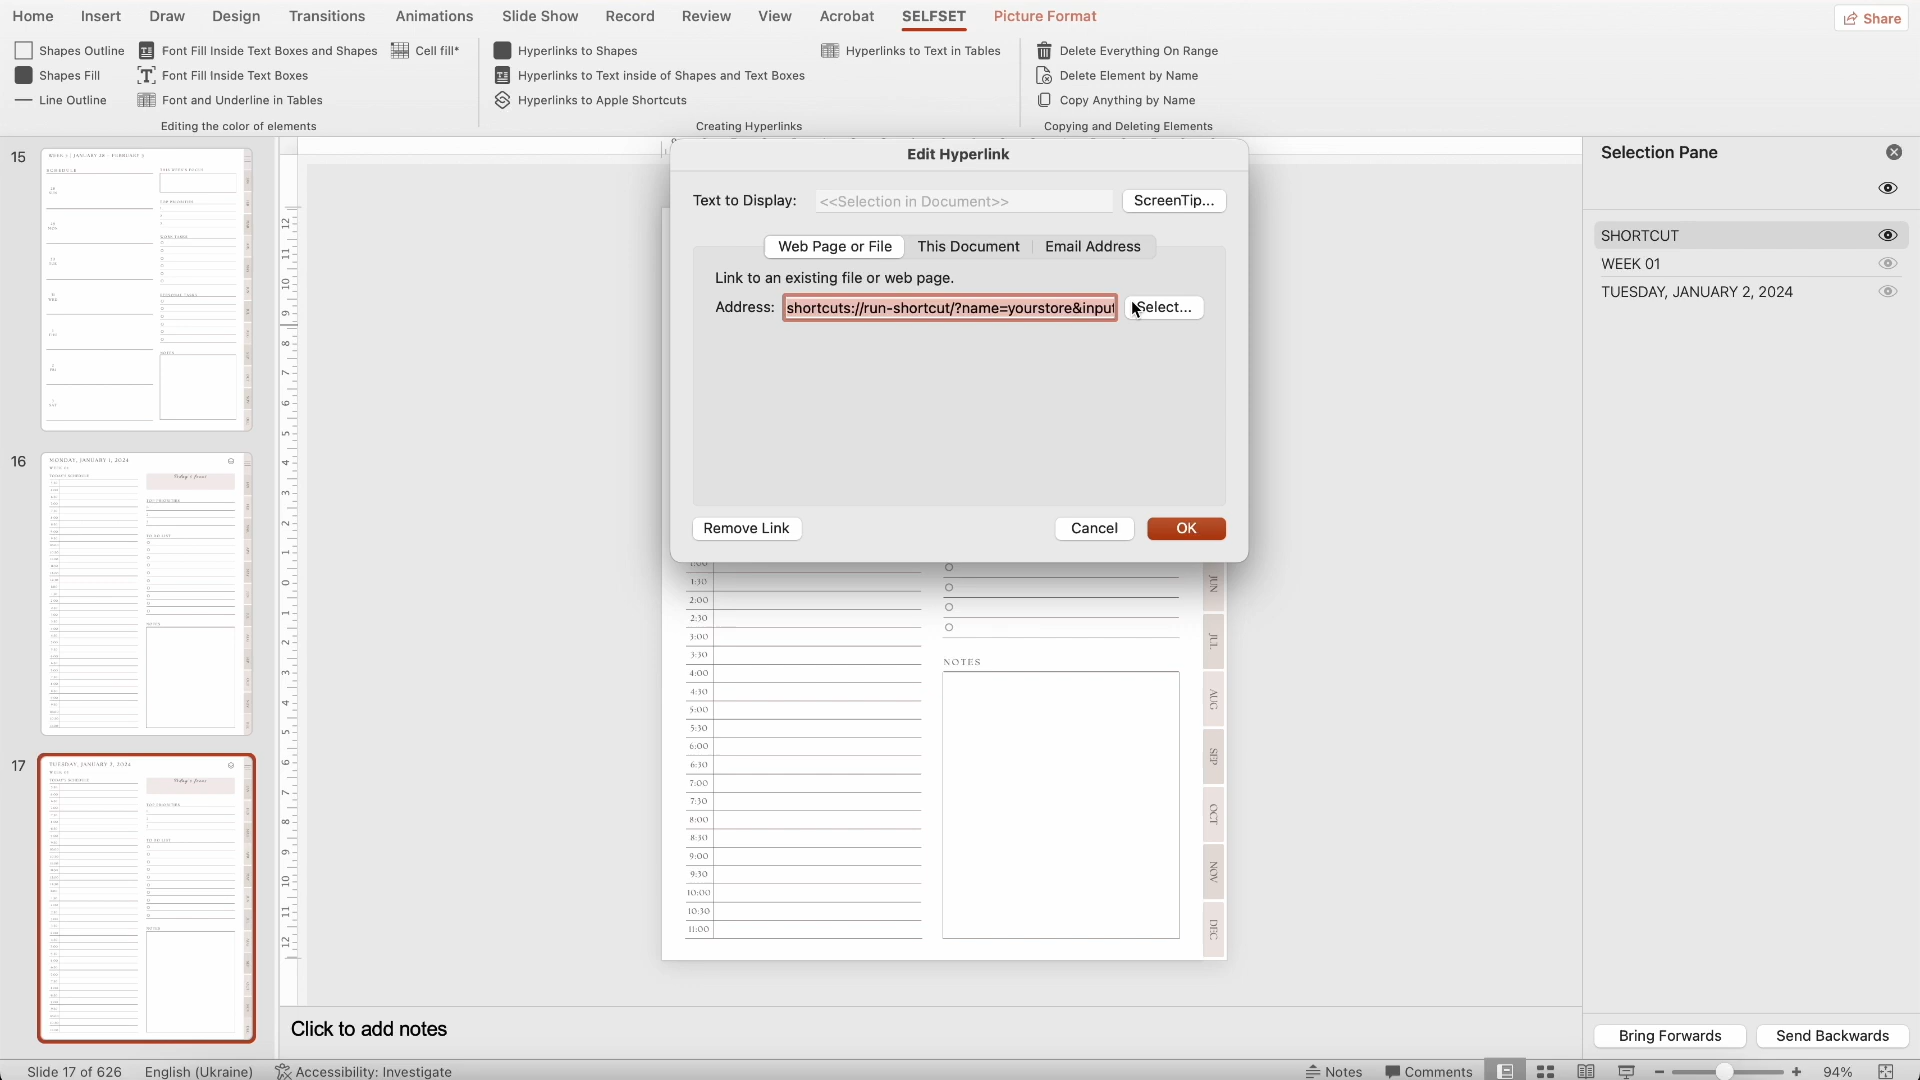 Home Insert Draw Design Transitions Animations Slide Show Record Review View Acrobat SELFSET Picture Format Share
Shapes Outline Font Fill Inside Text Boxes and Shapes Cell fill* Hyperlinks to Shapes Hyperlinks to Text in Tables Delete Everything On Range
Shapes Fill Font Fill Inside Text Boxes Hyperlinks to Text inside of Shapes and Text Boxes Delete Element by Name
Line Outline Font and Underline in Tables Hyperlinks to Apple Shortcuts Copy Anything by Name
Editing the color of elements Creating Hyperlinks Copying and Deleting Elements
15
16
MONDAY, JANUARY 1, 2024
Today's focus
17
TUESDAY, JANUARY 2, 2024
Today's focus
Edit Hyperlink
Text to Display: <<Selection in Document>> ScreenTip...
Web Page or File This Document Email Address
Link to an existing file or web page.
Address: shortcuts://run-shortcut/?name=yourstore&input Select...
Remove Link Cancel OK
1:00
1:30
2:00
2:30
3:00
3:30
4:00
4:30
5:00
5:30
6:00
6:30
7:00
7:30
8:00
8:30
9:00
9:30
10:00
10:30
11:00
NOTES
JUN
JUL
AUG
SEP
OCT
NOV
DEC
Selection Pane
SHORTCUT
WEEK 01
TUESDAY, JANUARY 2, 2024
Bring Forwards Send Backwards
Click to add notes
Slide 17 of 626 English (Ukraine) Accessibility: Investigate Notes Comments 94%